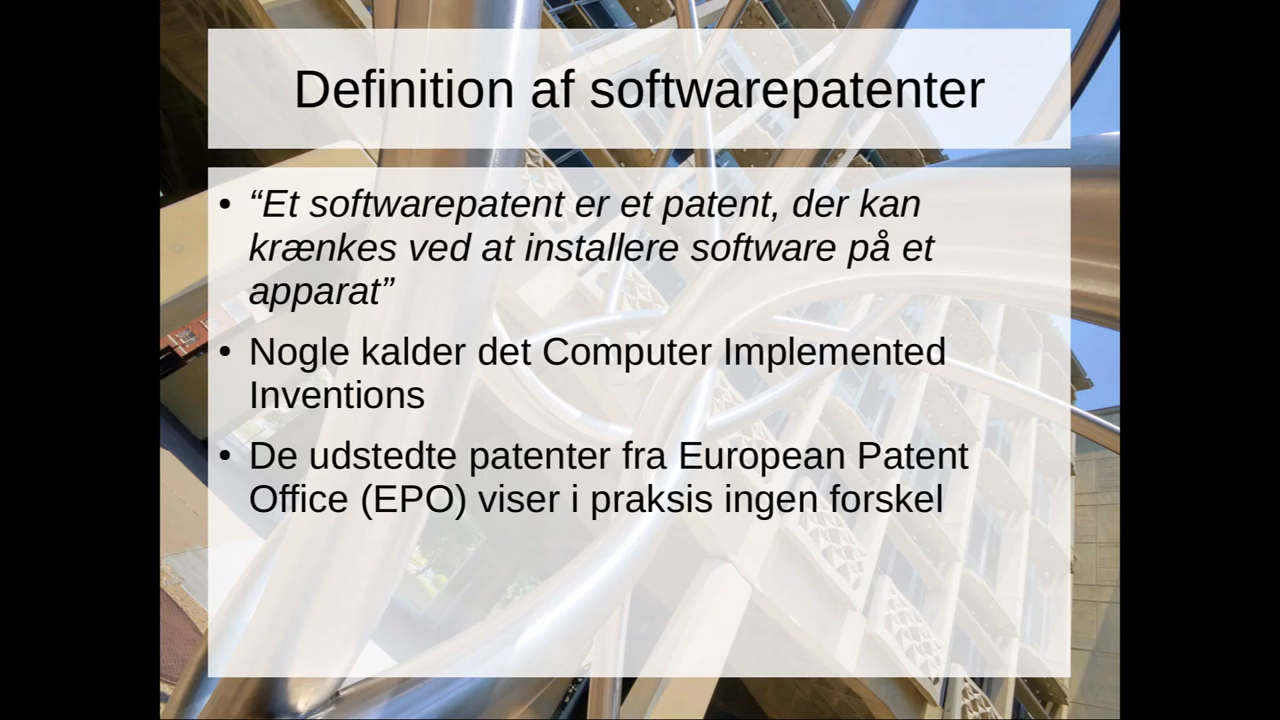 Definition af softwarepatenter
• “Et softwarepatent er et patent, der kan
krænkes ved at installere software på et
apparat”
• Nogle kalder det Computer Implemented
Inventions
• De udstedte patenter fra European Patent
Office (EPO) viser i praksis ingen forskel